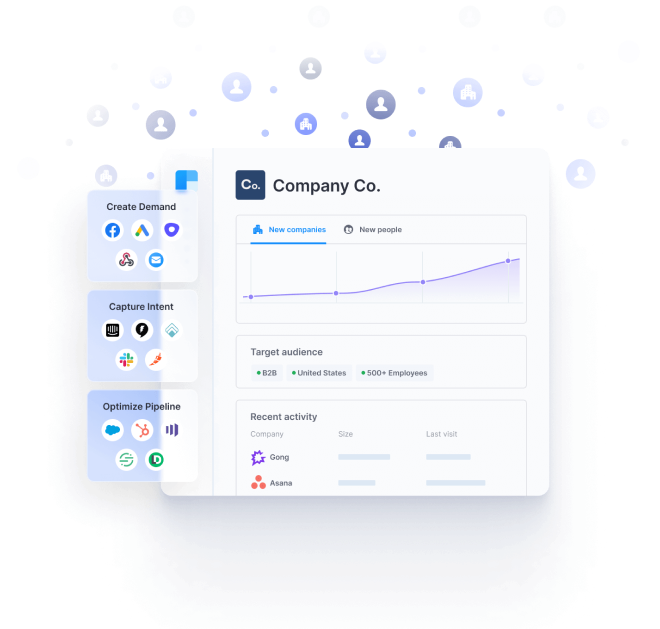 Co. Company Co.
Create Demand
New companies New people
Capture Intent
Target audience
B2B United States 500+ Employees
Optimize Pipeline
Recent activity
Company Size Last visit
Gong
Asana